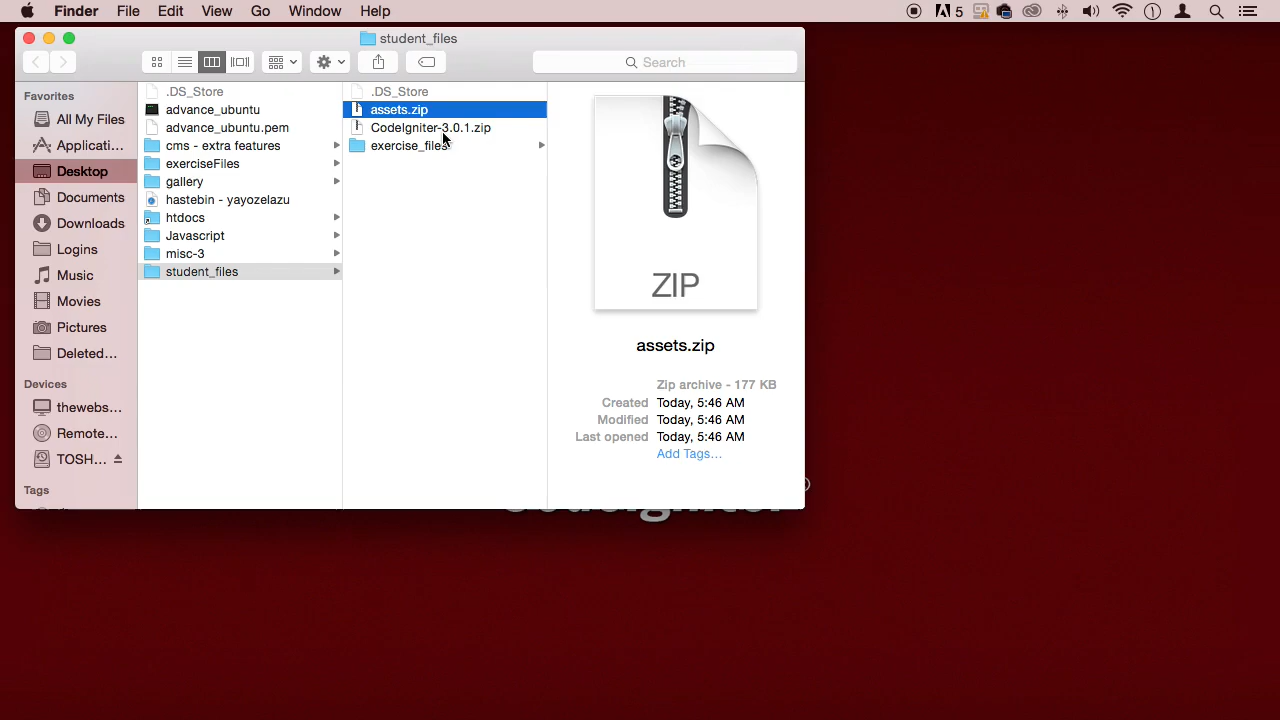 Finder File Edit View Go Window Help
5
student_files
Search
Favorites
All My Files
Applicati...
Desktop
Documents
Downloads
Logins
Music
Movies
Pictures
Deleted...
Devices
thewebs...
Remote...
TOSH...
Tags
.DS_Store
advance_ubuntu
advance_ubuntu.pem
cms - extra features
exerciseFiles
gallery
hastebin - yayozelazu
htdocs
Javascript
misc-3
student_files
.DS_Store
assets.zip
CodeIgniter-3.0.1.zip
exercise_files
ZIP
assets.zip
Zip archive - 177 KB
Created Today, 5:46 AM
Modified Today, 5:46 AM
Last opened Today, 5:46 AM
Add Tags...